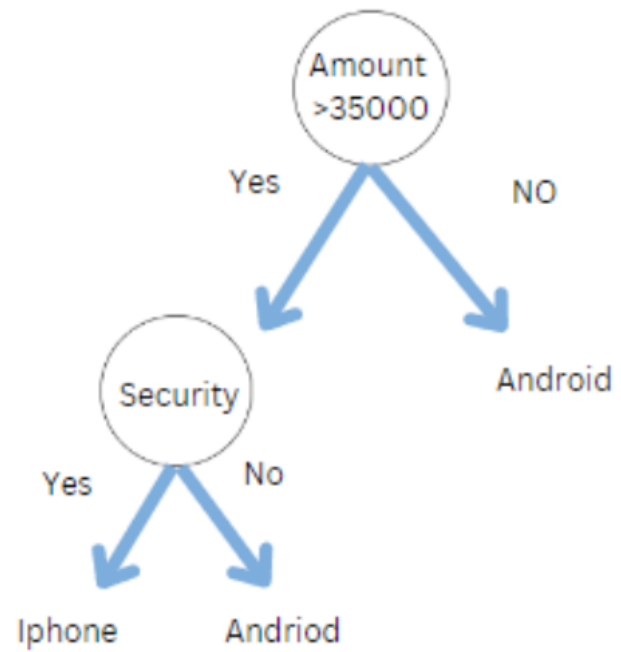 Amount
>35000
Yes
NO
Android
Security
Yes
No
Iphone
Andriod